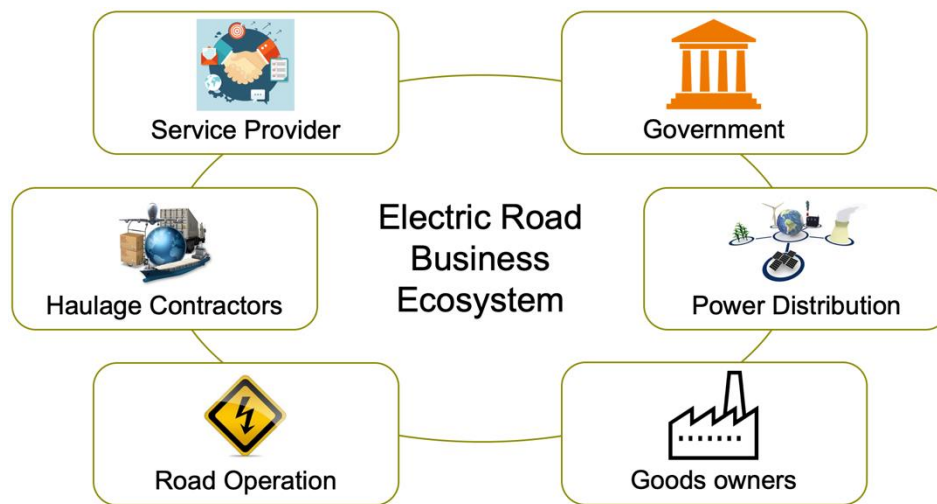 Service Provider
Government
Electric Road
Business
Ecosystem
Haulage Contractors
Power Distribution
Road Operation
Goods owners